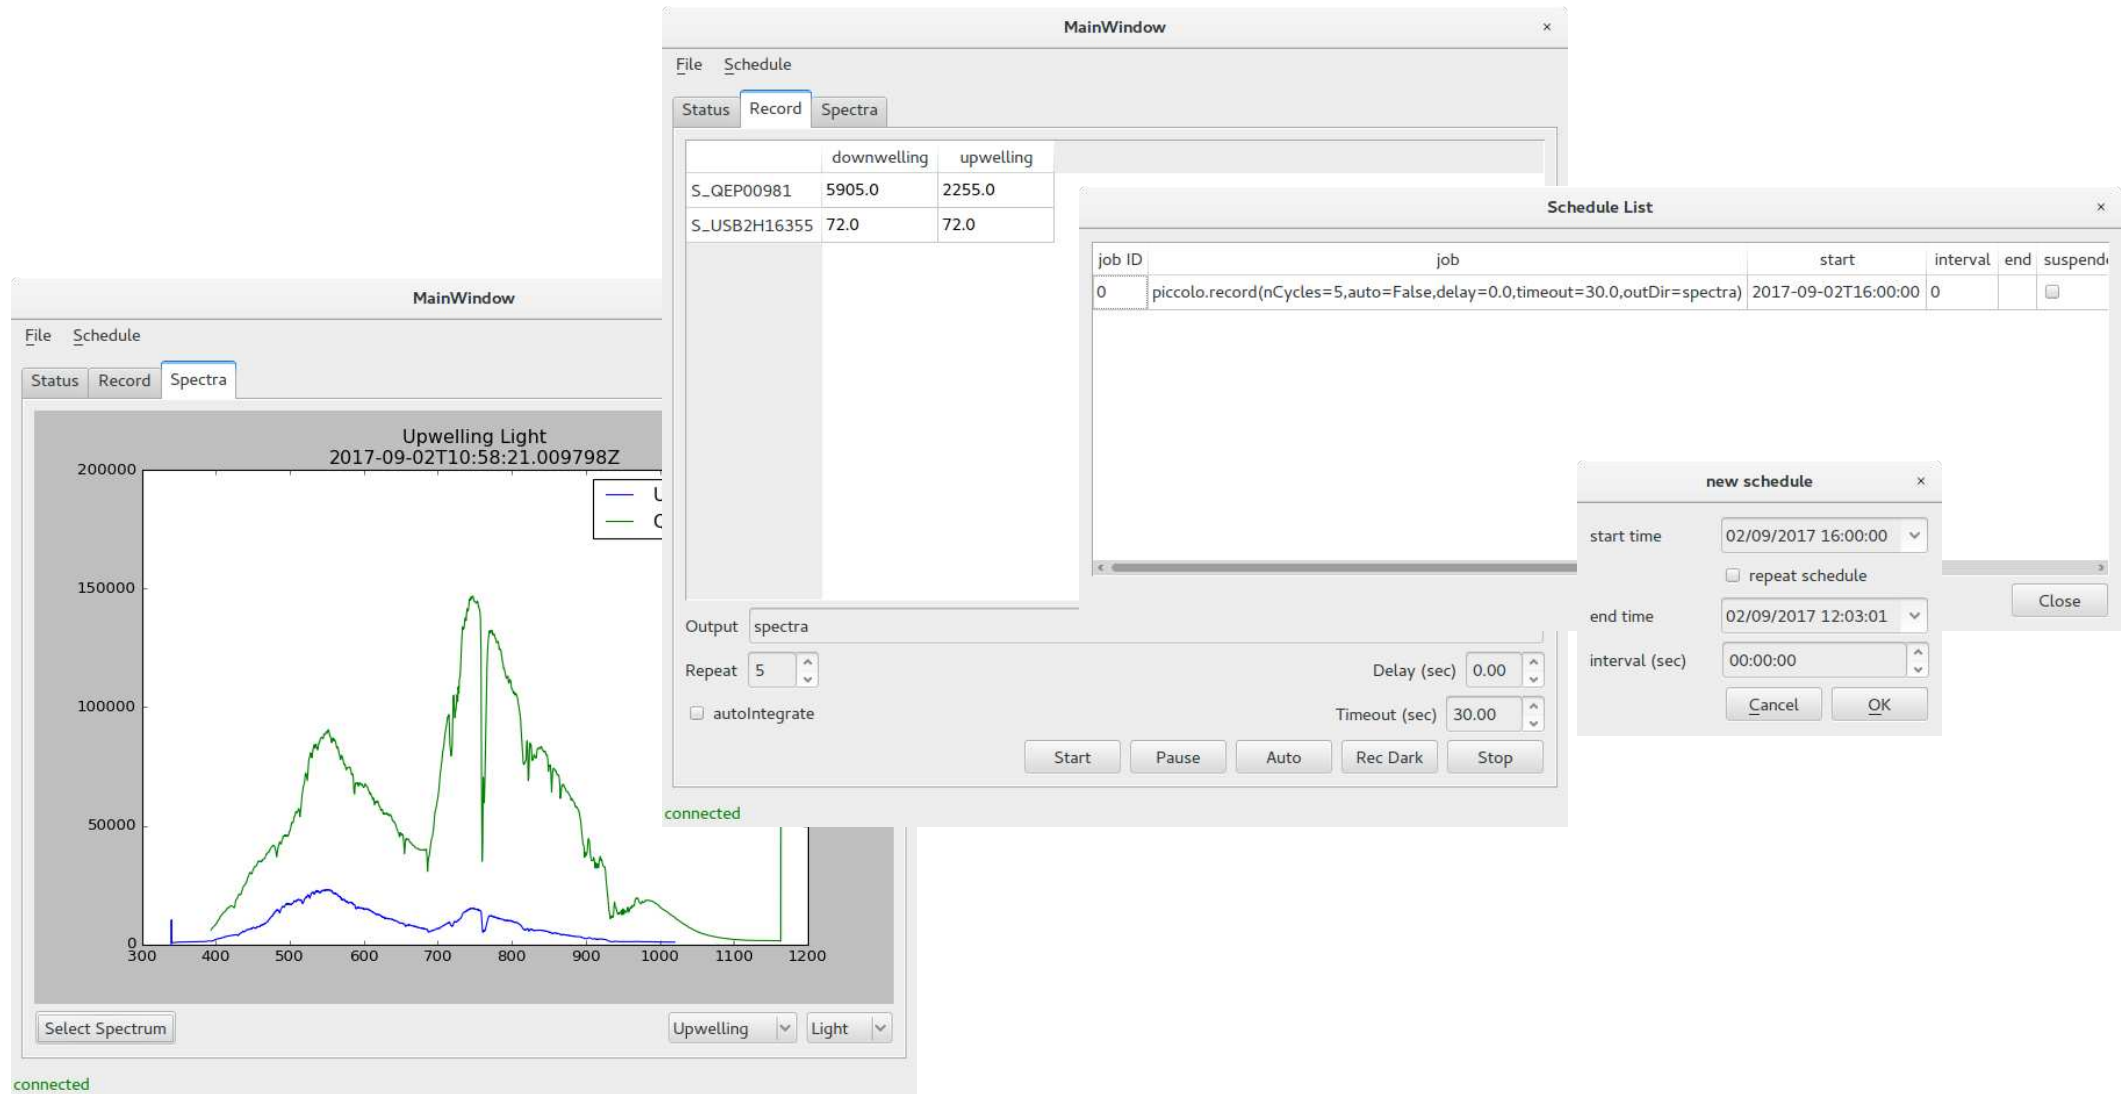 MainWindow ×
File Schedule
Status Record Spectra
Upwelling Light
2017-09-02T10:58:21.009798Z
200000
150000
100000
50000
0
300 400 500 600 700 800 900 1000 1100 1200
Select Spectrum
Upwelling Light
connected
MainWindow
File Schedule
Status Record Spectra
downwelling upwelling
S_QEP00981 5905.0 2255.0
S_USB2H16355 72.0 72.0
Output spectra
Repeat 5 Delay (sec) 0.00
autoIntegrate Timeout (sec) 30.00
Start Pause Auto Rec Dark Stop
connected
Schedule List ×
job ID job start interval end suspende
0 piccolo.record(nCycles=5,auto=False,delay=0.0,timeout=30.0,outDir=spectra) 2017-09-02T16:00:00 0
Close
new schedule ×
start time 02/09/2017 16:00:00
repeat schedule
end time 02/09/2017 12:03:01
interval (sec) 00:00:00
Cancel OK